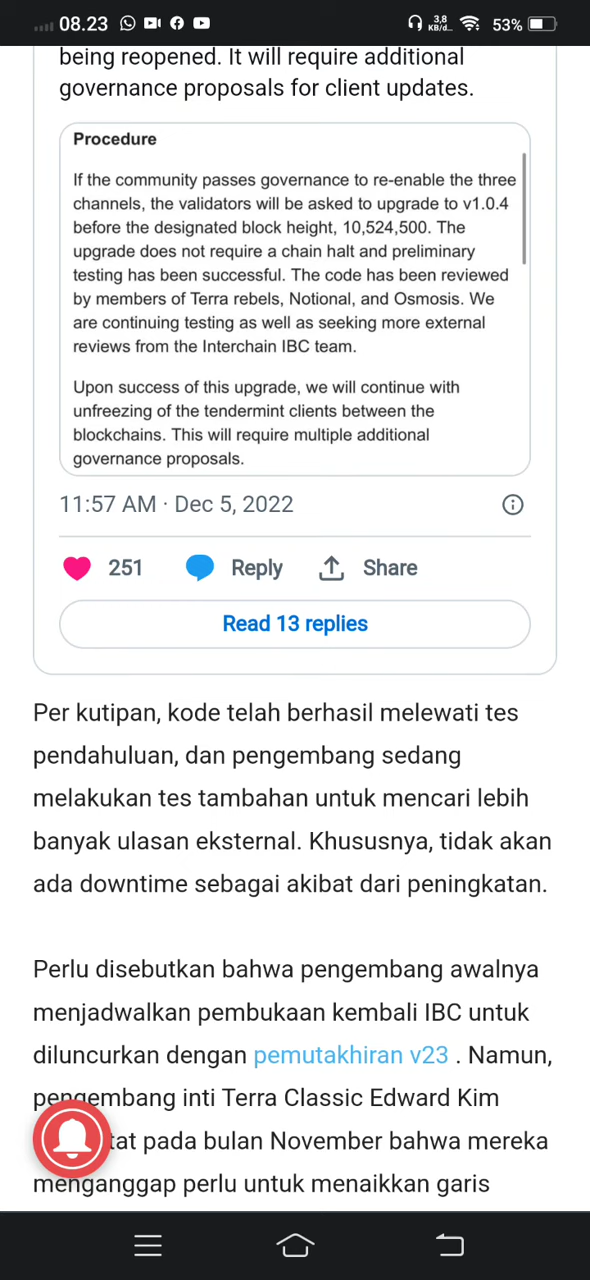 08.23
3,8
KB/d...
53%
being reopened. It will require additional
governance proposals for client updates.
Procedure
If the community passes governance to re-enable the three
channels, the validators will be asked to upgrade to v1.0.4
before the designated block height, 10,524,500. The
upgrade does not require a chain halt and preliminary
testing has been successful. The code has been reviewed
by members of Terra rebels, Notional, and Osmosis. We
are continuing testing as well as seeking more external
reviews from the Interchain IBC team.
Upon success of this upgrade, we will continue with
unfreezing of the tendermint clients between the
blockchains. This will require multiple additional
governance proposals.
11:57 AM · Dec 5, 2022
251
Reply
Share
Read 13 replies
Per kutipan, kode telah berhasil melewati tes
pendahuluan, dan pengembang sedang
melakukan tes tambahan untuk mencari lebih
banyak ulasan eksternal. Khususnya, tidak akan
ada downtime sebagai akibat dari peningkatan.
Perlu disebutkan bahwa pengembang awalnya
menjadwalkan pembukaan kembali IBC untuk
diluncurkan dengan pemutakhiran v23 . Namun,
pengembang inti Terra Classic Edward Kim
tat pada bulan November bahwa mereka
menganggap perlu untuk menaikkan garis